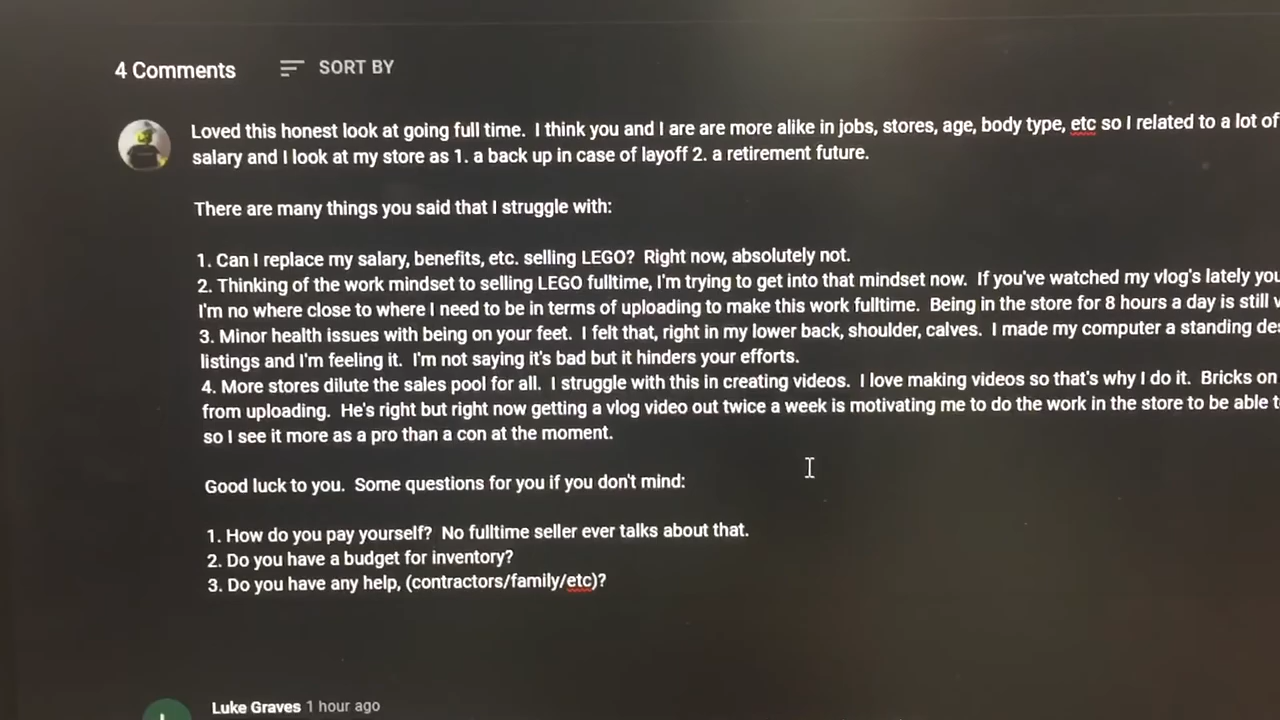 4 Comments
SORT BY
Loved this honest look at going full time.  I think you and I are are more alike in jobs, stores, age, body type, etc so I related to a lot of
salary and I look at my store as 1. a back up in case of layoff 2. a retirement future.
There are many things you said that I struggle with:
1. Can I replace my salary, benefits, etc. selling LEGO?  Right now, absolutely not.
2. Thinking of the work mindset to selling LEGO fulltime, I'm trying to get into that mindset now.  If you've watched my vlog's lately you
I'm no where close to where I need to be in terms of uploading to make this work fulltime.  Being in the store for 8 hours a day is still
3. Minor health issues with being on your feet.  I felt that, right in my lower back, shoulder, calves.  I made my computer a standing
listings and I'm feeling it.  I'm not saying it's bad but it hinders your efforts.
4. More stores dilute the sales pool for all.  I struggle with this in creating videos.  I love making videos so that's why I do it.  Bricks on
from uploading.  He's right but right now getting a vlog video out twice a week is motivating me to do the work in the store to be able
so I see it more as a pro than a con at the moment.
Good luck to you.  Some questions for you if you don't mind:
1. How do you pay yourself?  No fulltime seller ever talks about that.
2. Do you have a budget for inventory?
3. Do you have any help, (contractors/family/etc)?
Luke Graves 1 hour ago